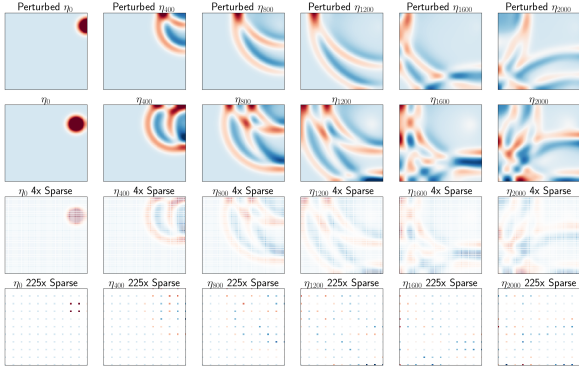 Perturbed η₀ Perturbed η₄₀₀ Perturbed η₈₀₀ Perturbed η₁₂₀₀ Perturbed η₁₆₀₀ Perturbed η₂₀₀₀
η₀ η₄₀₀ η₈₀₀ η₁₂₀₀ η₁₆₀₀ η₂₀₀₀
η₀ 4x Sparse η₄₀₀ 4x Sparse η₈₀₀ 4x Sparse η₁₂₀₀ 4x Sparse η₁₆₀₀ 4x Sparse η₂₀₀₀ 4x Sparse
η₀ 225x Sparse η₄₀₀ 225x Sparse η₈₀₀ 225x Sparse η₁₂₀₀ 225x Sparse η₁₆₀₀ 225x Sparse η₂₀₀₀ 225x Sparse